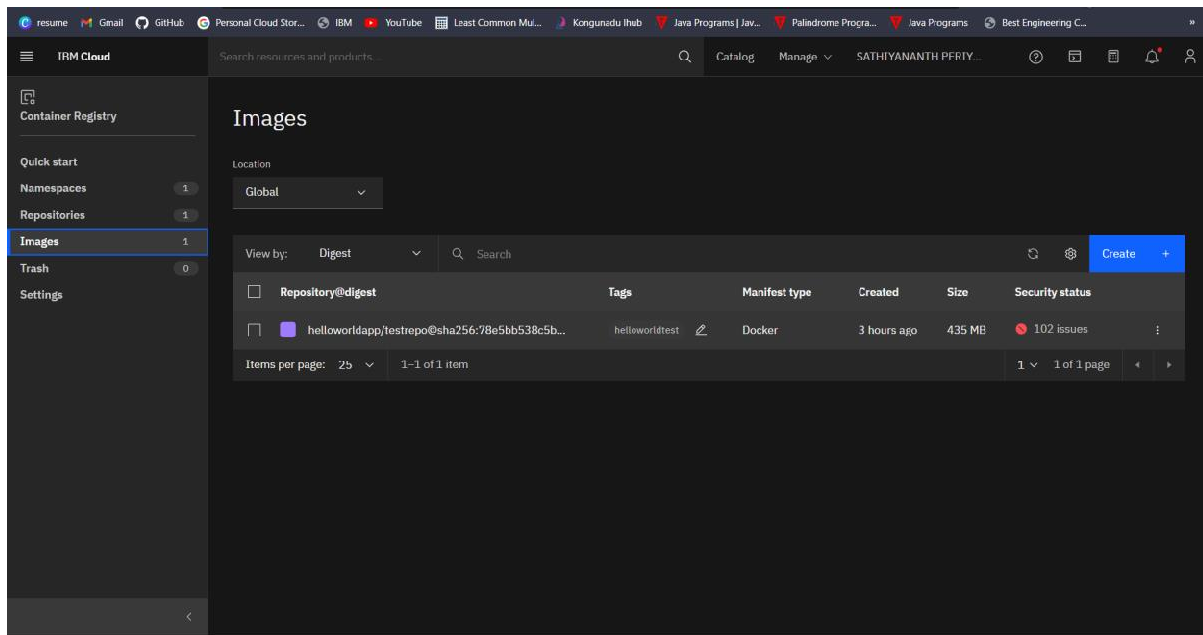 resume Gmail GitHub Personal Cloud Stor... IBM YouTube Least Common Mul... Kongunadu Ihub Java Programs | Jav... Palindrome Progra... Java Programs Best Engineering C... »
IBM Cloud Search resources and products... Catalog Manage SATHIYANANTH PERIY...
Container Registry
Images
Quick start
Location
Namespaces 1
Global
Repositories 1
Images 1
View by: Digest Search Create +
Trash 0
Settings
Repository@digest Tags Manifest type Created Size Security status
helloworldapp/testrepo@sha256:78e5bb538c5b... helloworldtest Docker 3 hours ago 435 MB 102 issues
Items per page: 25 1–1 of 1 item 1 1 of 1 page